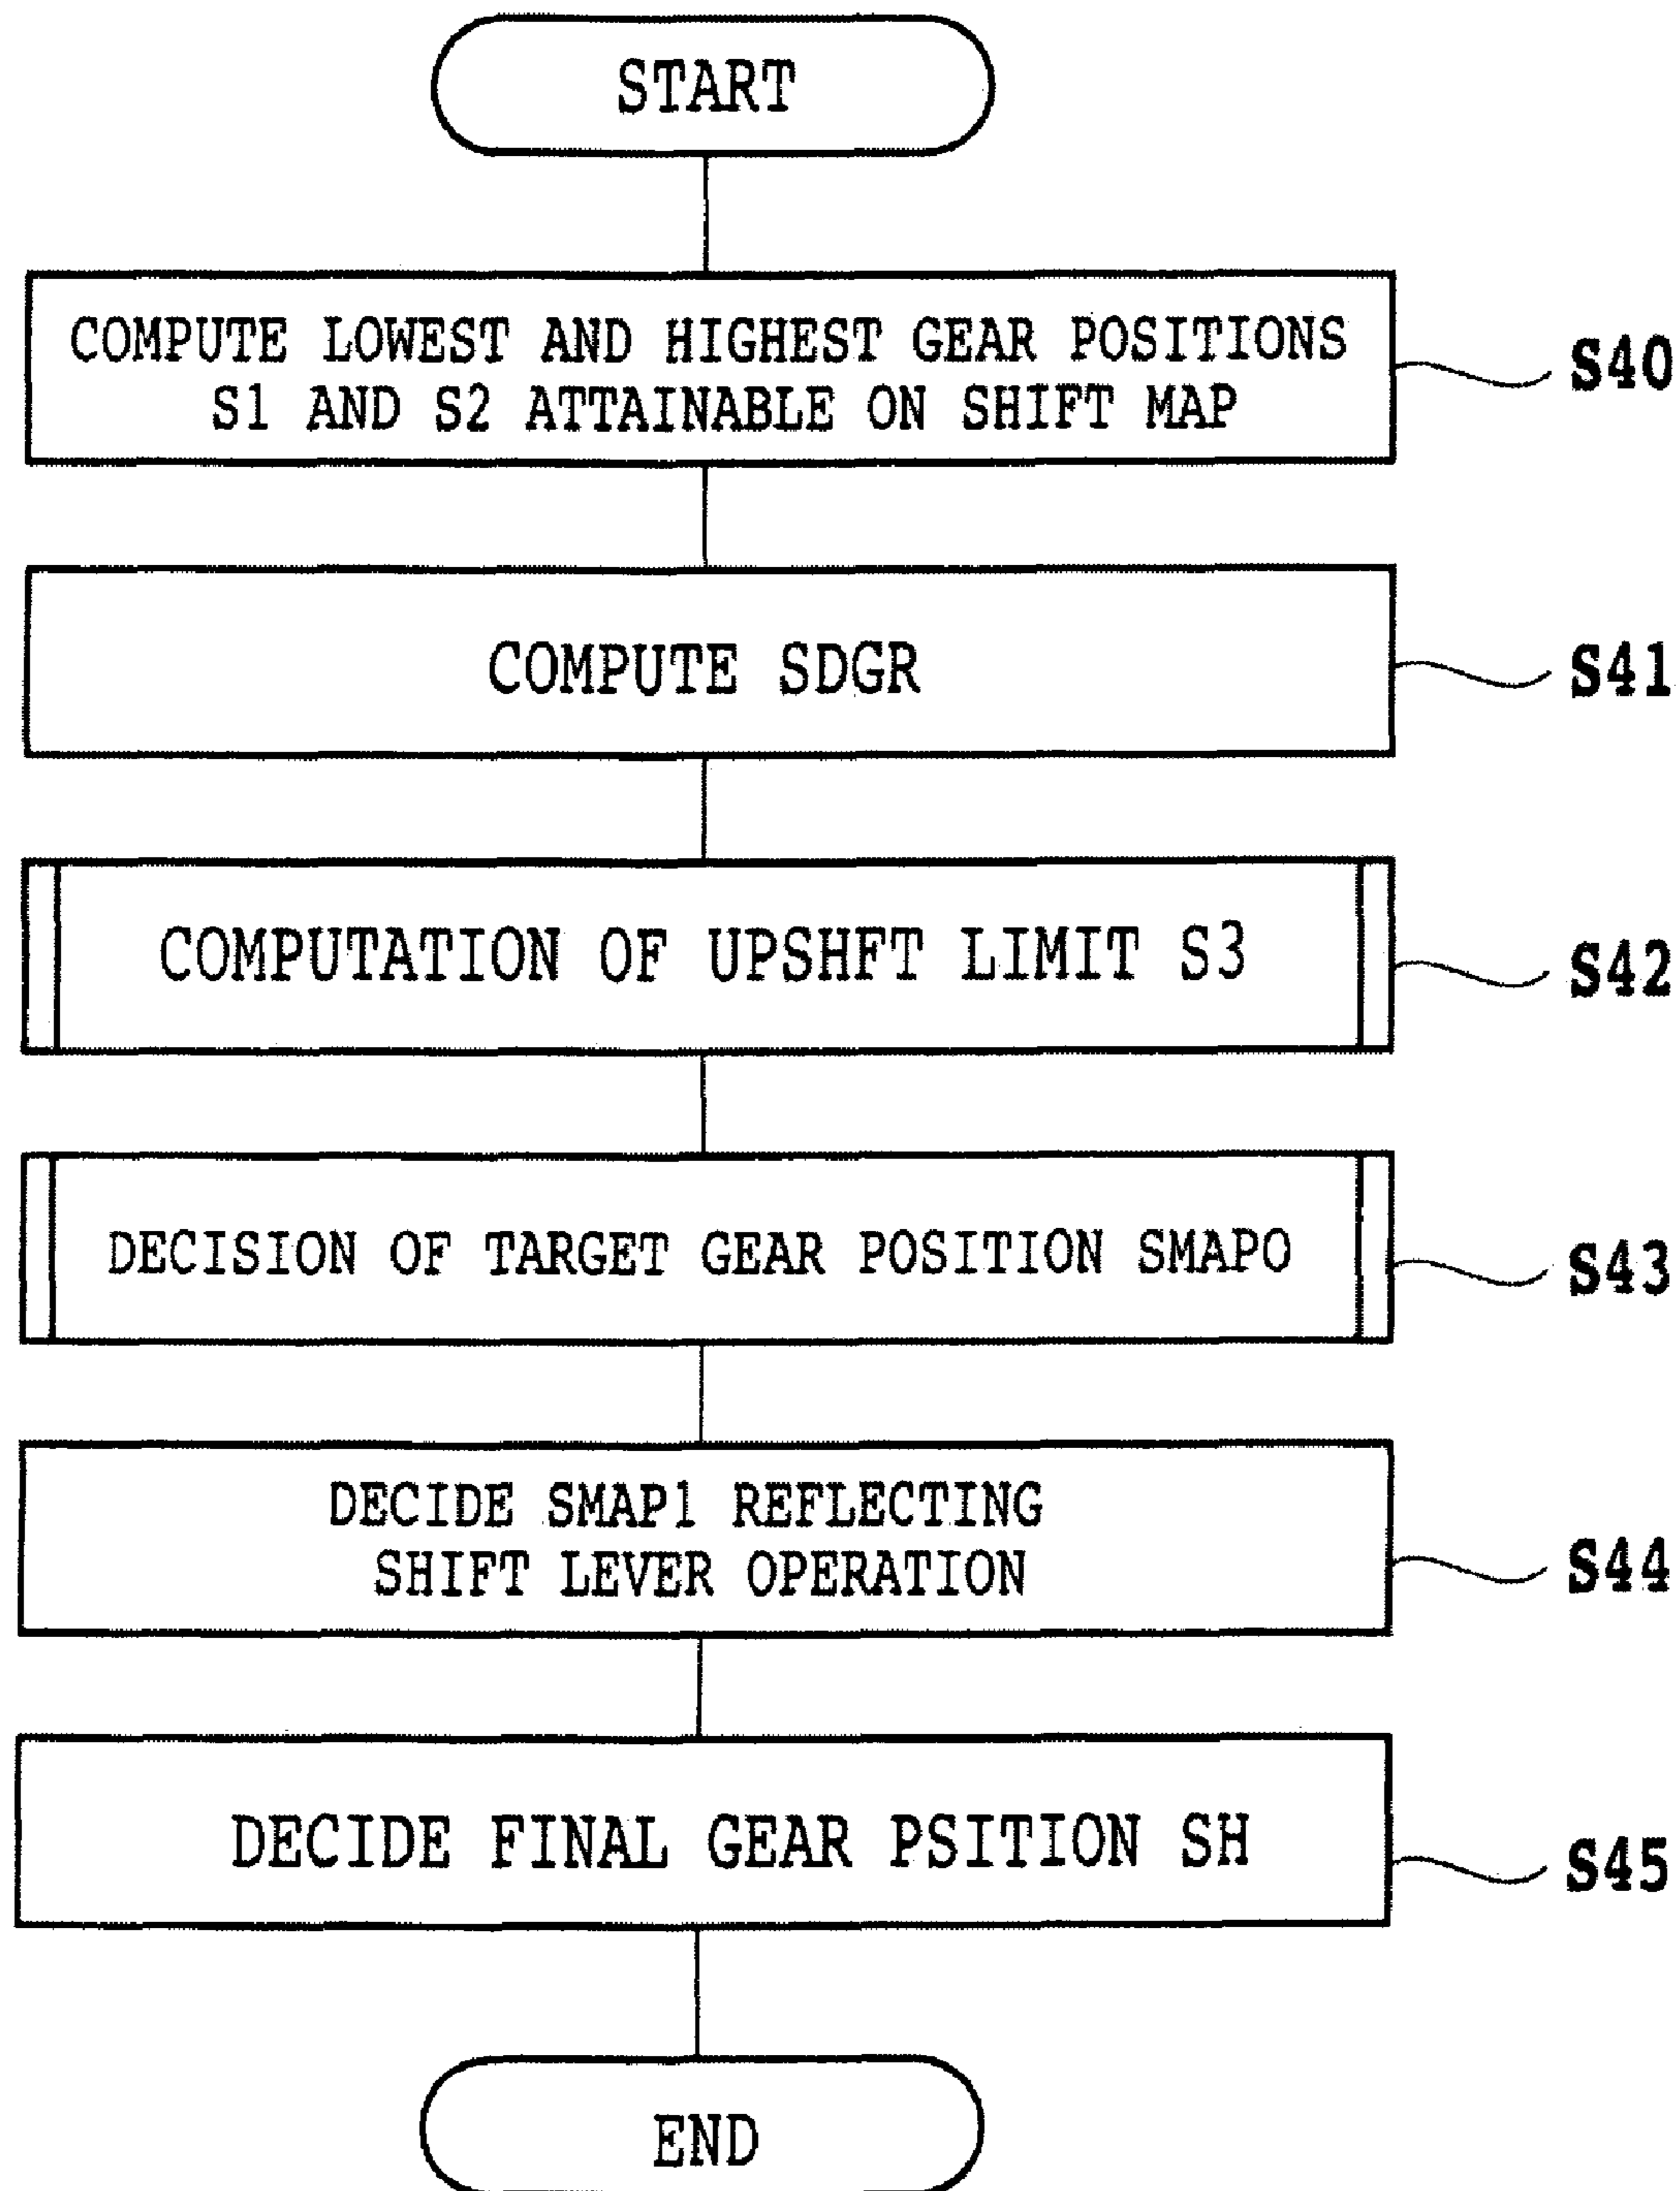 START
COMPUTE LOWEST AND HIGHEST GEAR POSITIONS
S1 AND S2 ATTAINABLE ON SHIFT MAP
S40
COMPUTE SDGR
S41
COMPUTATION OF UPSHFT LIMIT S3
S42
DECISION OF TARGET GEAR POSITION SMAPO
S43
DECIDE SMAP1 REFLECTING
SHIFT LEVER OPERATION
S44
DECIDE FINAL GEAR PSITION SH
S45
END